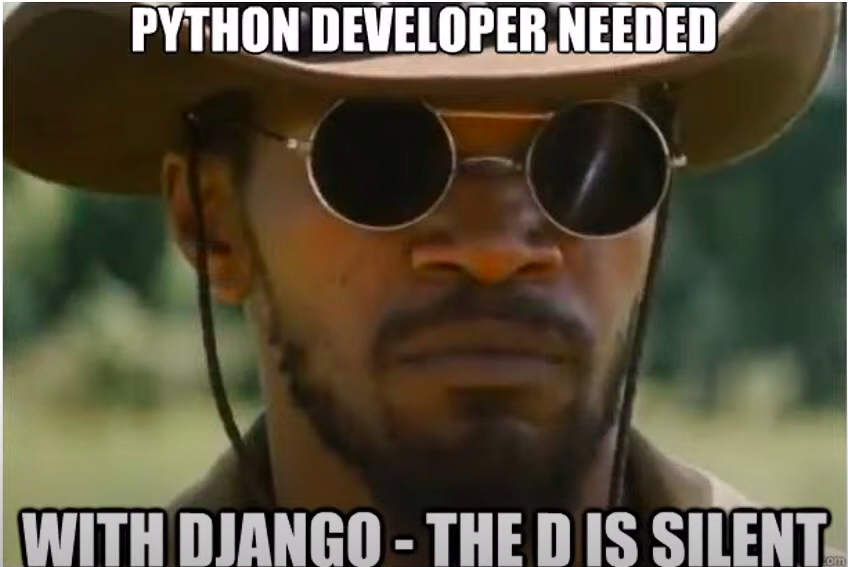 PYTHON DEVELOPER NEEDED
WITH DJANGO - THE D IS SILENT